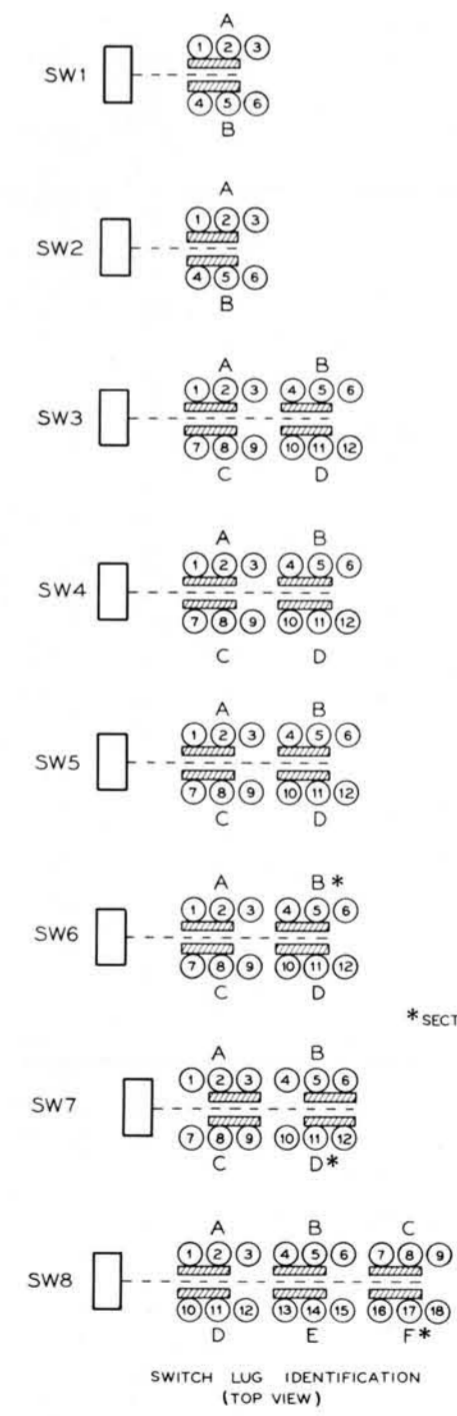 A
1 2 3
SW1
4 5 6
B
A
1 2 3
SW2
4 5 6
B
A B
1 2 3 4 5 6
SW3
7 8 9 10 11 12
C D
A B
1 2 3 4 5 6
SW4
7 8 9 10 11 12
C D
A B
1 2 3 4 5 6
SW5
7 8 9 10 11 12
C D
A B*
1 2 3 4 5 6
SW6
7 8 9 10 11 12
C D
*SECT
A B
1 2 3 4 5 6
SW7
7 8 9 10 11 12
C D*
A B C
1 2 3 4 5 6 7 8 9
SW8
10 11 12 13 14 15 16 17 18
D E F*
SWITCH LUG IDENTIFICATION
(TOP VIEW)